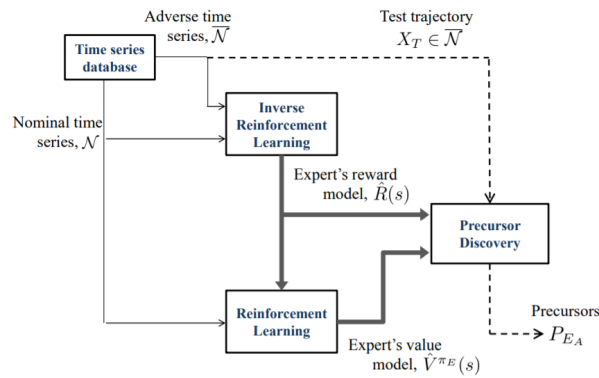 Adverse time
series, $\overline{\mathcal{N}}$
Test trajectory
$X_T \in \overline{\mathcal{N}}$
Time series
database
Nominal time
series, $\mathcal{N}$
Inverse
Reinforcement
Learning
Expert's reward
model, $\hat{R}(s)$
Precursor
Discovery
Reinforcement
Learning
Expert's value
model, $\hat{V}^{\pi_E}(s)$
Precursors
$P_{E_A}$